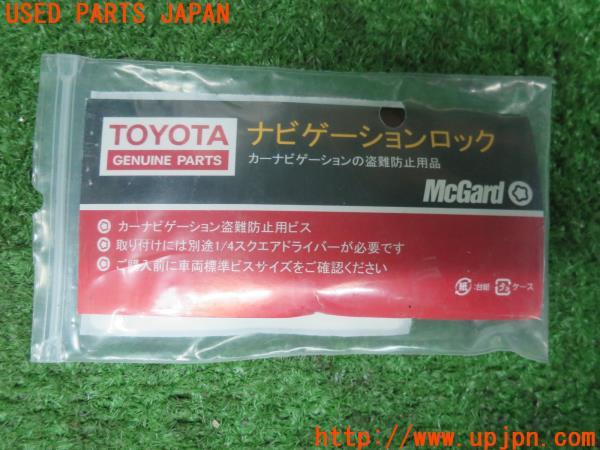 USED PARTS JAPAN
TOYOTA
GENUINE PARTS
ナビゲーションロック
カーナビゲーションの盗難防止用品
McGard
カーナビゲーション盗難防止用ビス
取り付けには別途1/4スクエアドライバーが必要です
ご購入前に車両標準ビスサイズをご確認ください
紙 :台紙 プラ ケース
http://www.upjpn.com